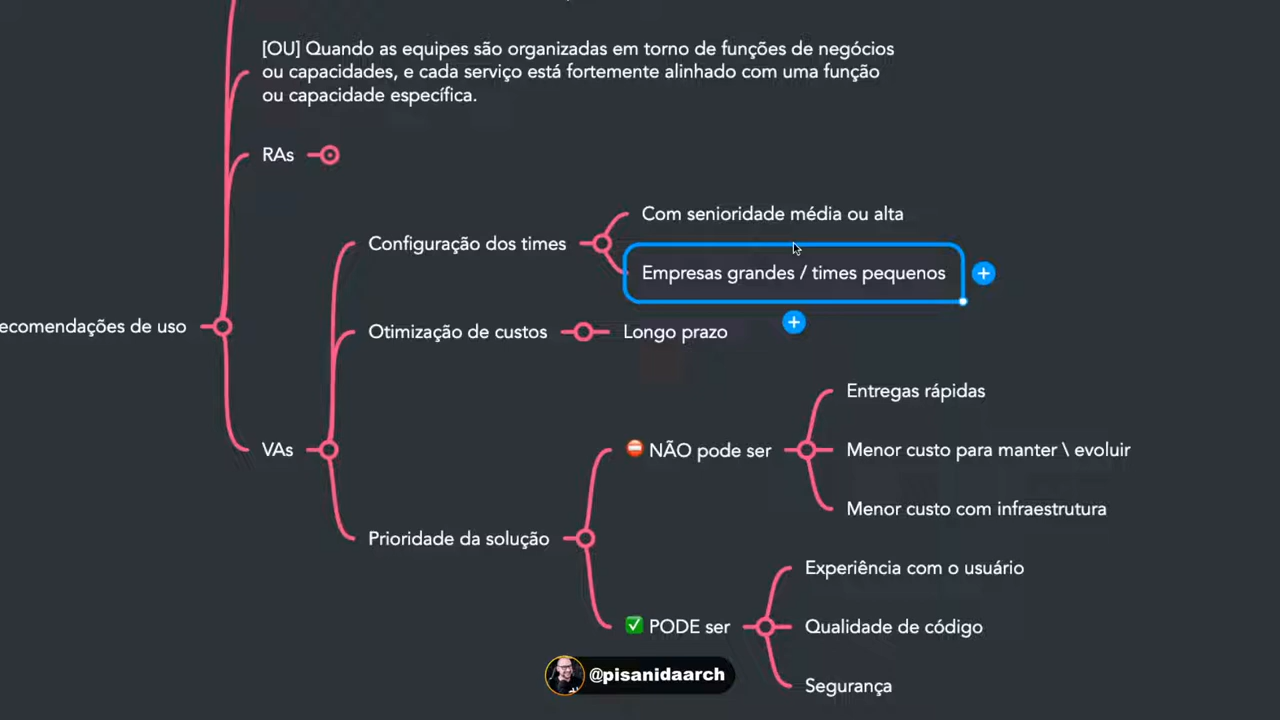 [OU] Quando as equipes são organizadas em torno de funções de negócios
ou capacidades, e cada serviço está fortemente alinhado com uma função
ou capacidade específica.
RAs
Com senioridade média ou alta
Configuração dos times
Empresas grandes / times pequenos
ecomendações de uso
Otimização de custos
Longo prazo
Entregas rápidas
VAs
NÃO pode ser
Menor custo para manter \ evoluir
Menor custo com infraestrutura
Prioridade da solução
Experiência com o usuário
PODE ser
Qualidade de código
@pisanidaarch
Segurança